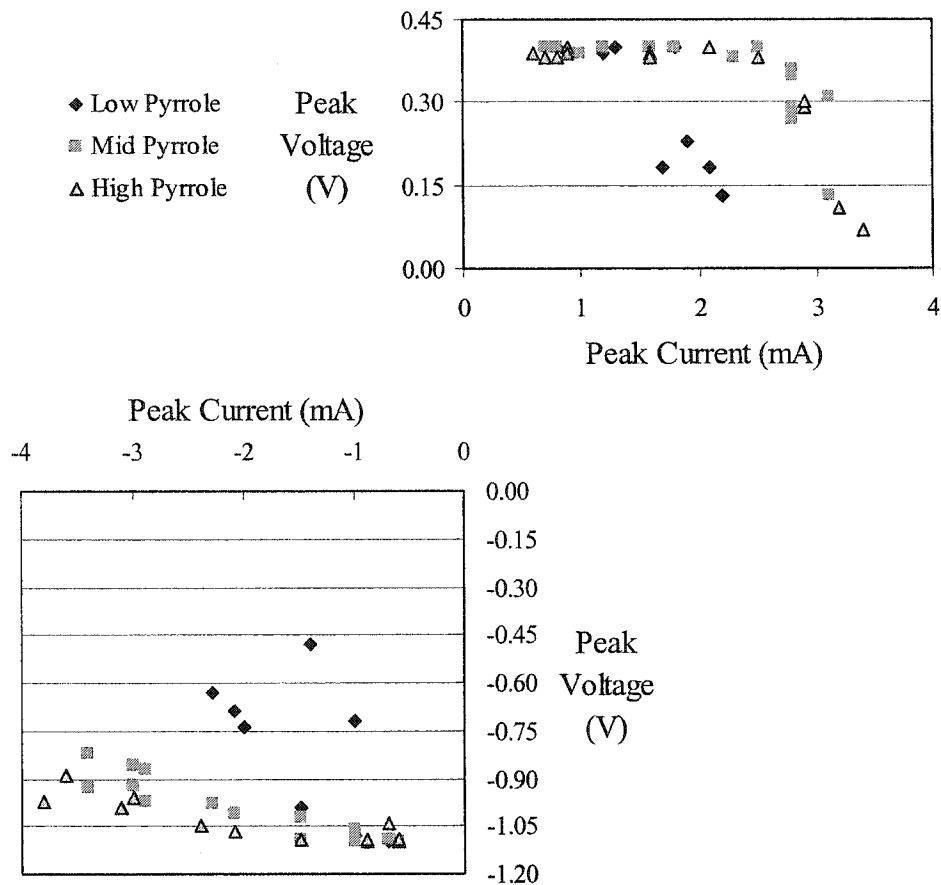 0.45
Low Pyrrole
Mid Pyrrole
High Pyrrole
Peak
Voltage
(V)
0.30
0.15
0.00
0 1 2 3 4
Peak Current (mA)
Peak Current (mA)
-4 -3 -2 -1 0
0.00
-0.15
-0.30
-0.45
-0.60
-0.75
-0.90
-1.05
-1.20
Peak
Voltage
(V)